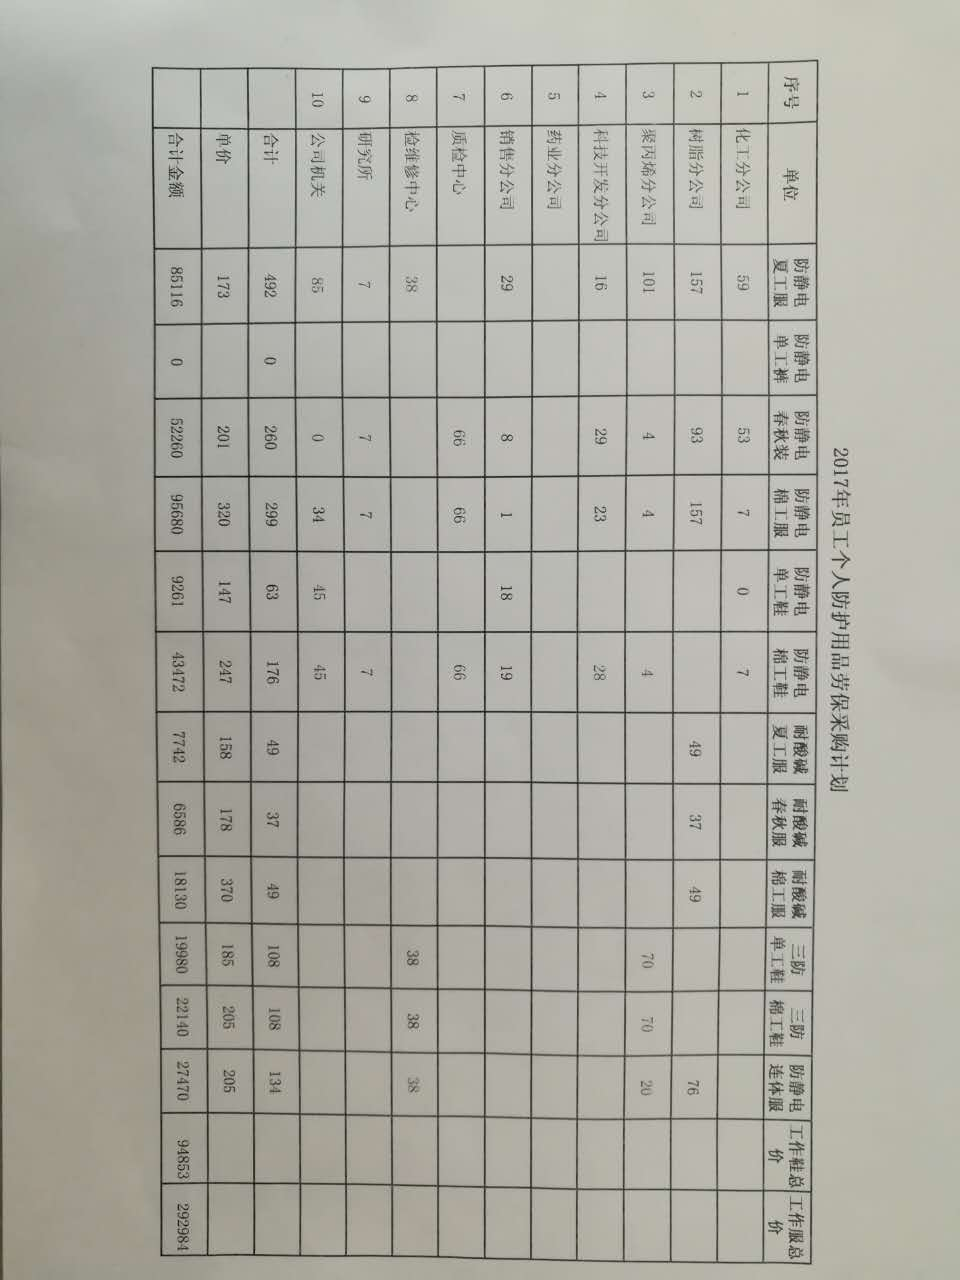 2017年员工个人防护用品劳保采购计划
序号 单位 防静电夏工服 防静电单工裤 防静电春秋装 防静电棉工服 防静电单工鞋 防静电棉工鞋 耐酸碱夏工服 耐酸碱春秋服 耐酸碱棉工服 三防单工鞋 三防棉工鞋 防静电连体服 工作鞋总价 工作服总价
1 化工分公司 59 53 7 0 7
2 树脂分公司 157 93 157 49 37 49 76
3 聚丙烯分公司 101 4 4 4 70 70 20
4 科技开发分公司 16 29 23 28
5 药业分公司
6 销售分公司 29 8 1 18 19
7 质检中心 66 66 66
8 检维修中心 38 38 38 38
9 研究所 7 7 7 7
10 公司机关 85 0 34 45 45
合计 492 0 260 299 63 176 49 37 49 108 108 134
单价 173 201 320 147 247 158 178 370 185 205 205
合计金额 85116 0 52260 95680 9261 43472 7742 6586 18130 19980 22140 27470 94853 292984